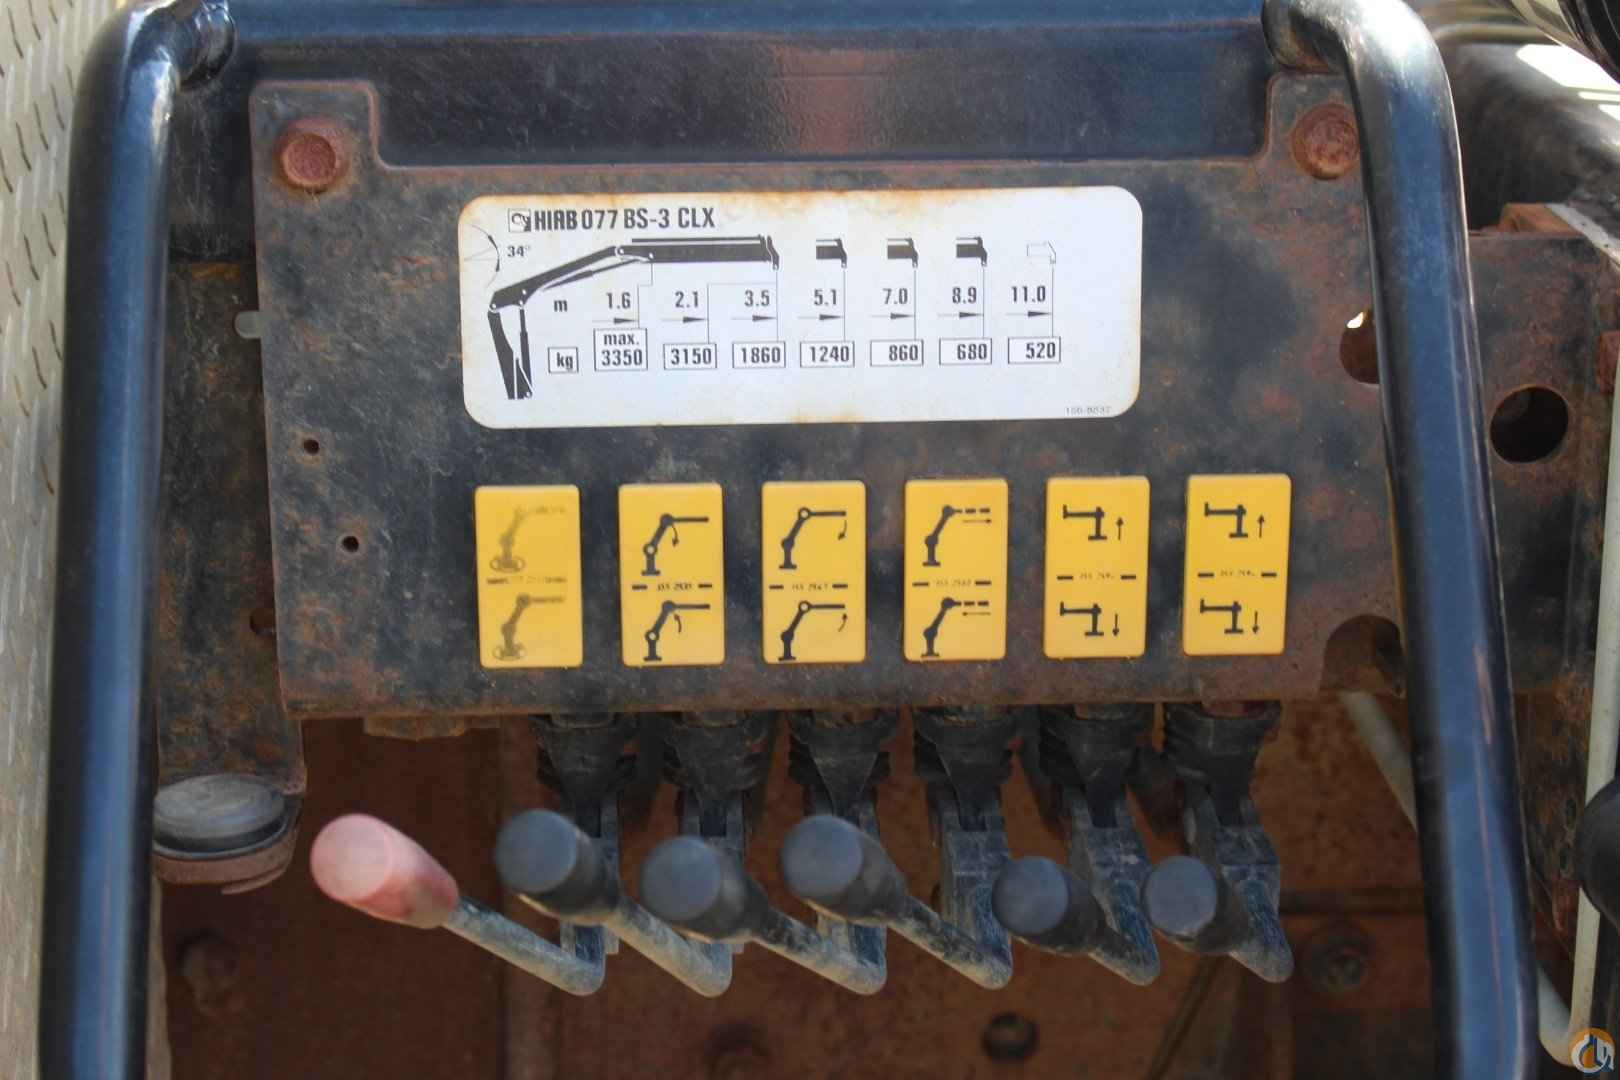 HIAB 077 BS-3 CLX
34°
m 1.6 2.1 3.5 5.1 7.0 8.9 11.0
max.
kg 3350 3150 1860 1240 860 680 520